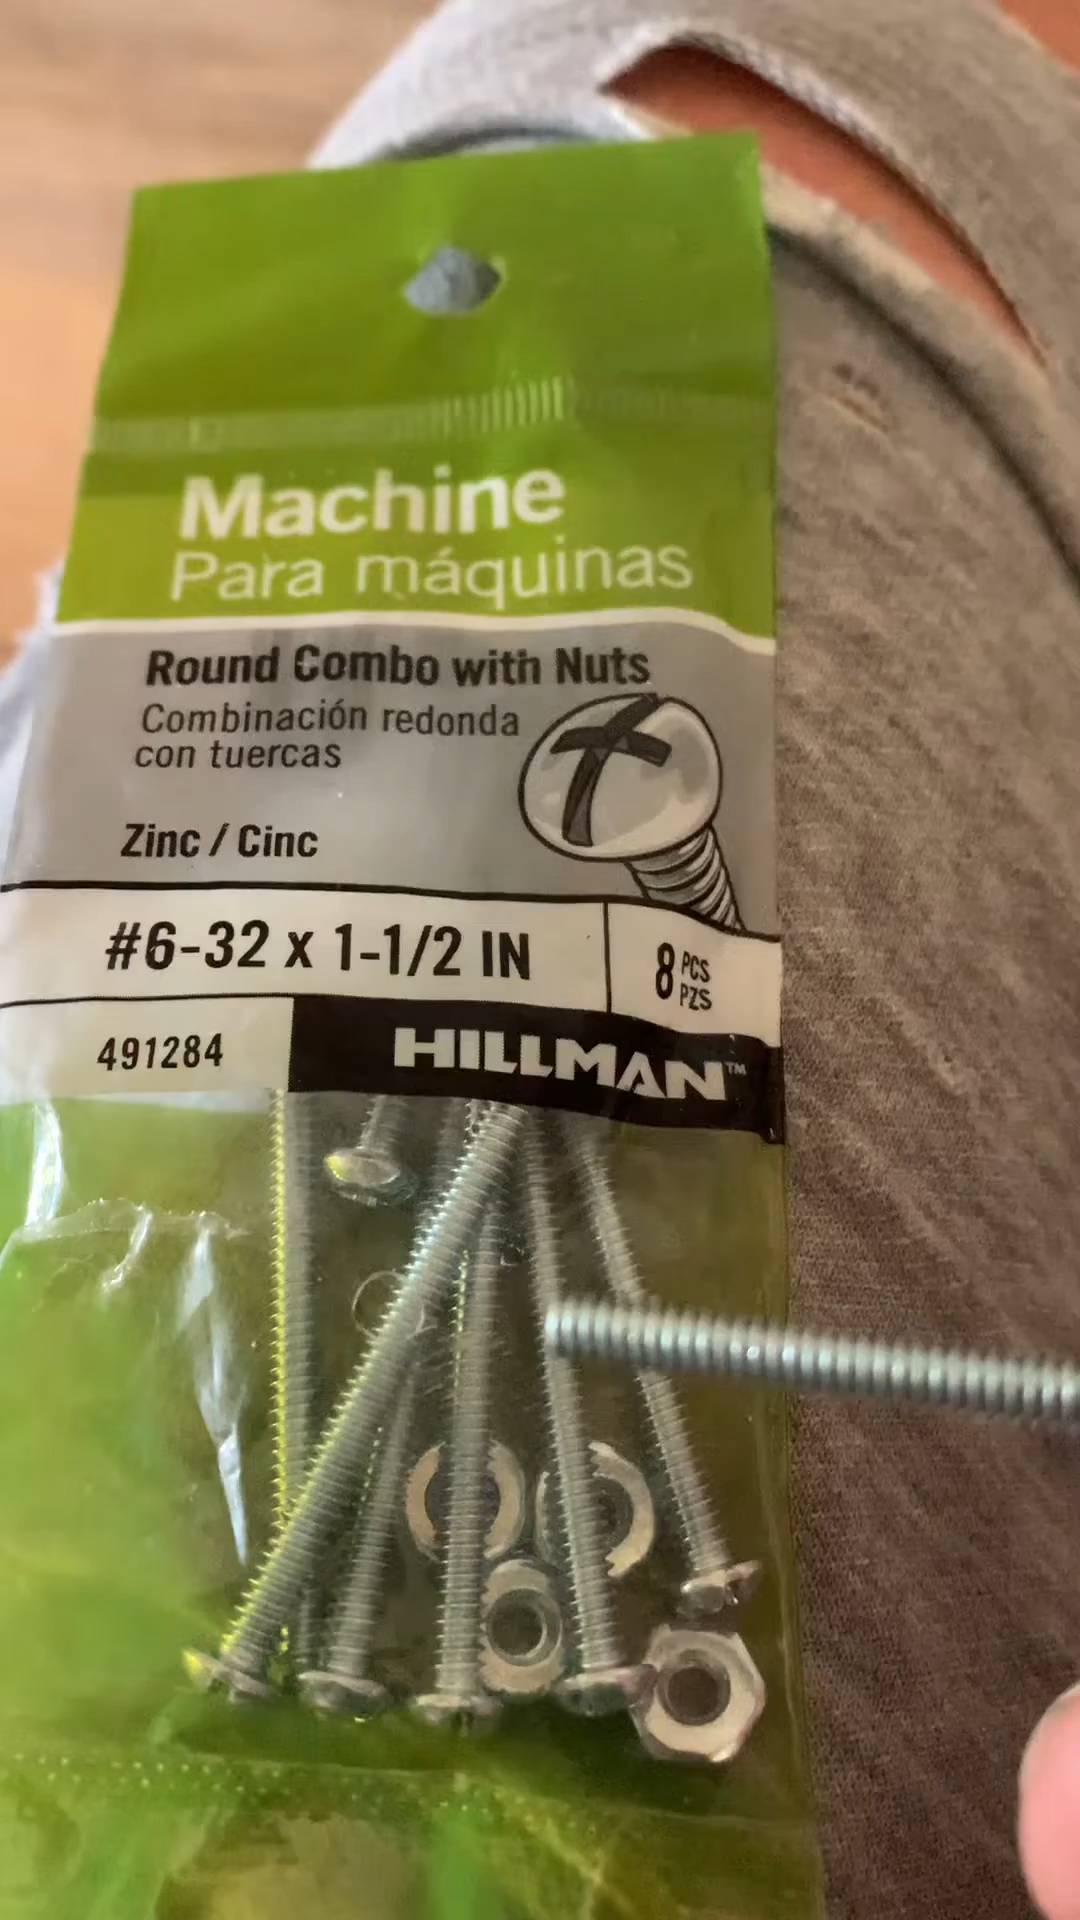 Machine
Para máquinas
Round Combo with Nuts
Combinación redonda
con tuercas
Zinc / Cinc
#6-32 x 1-1/2 IN
8 PCS
PZS
491284
HILLMAN™